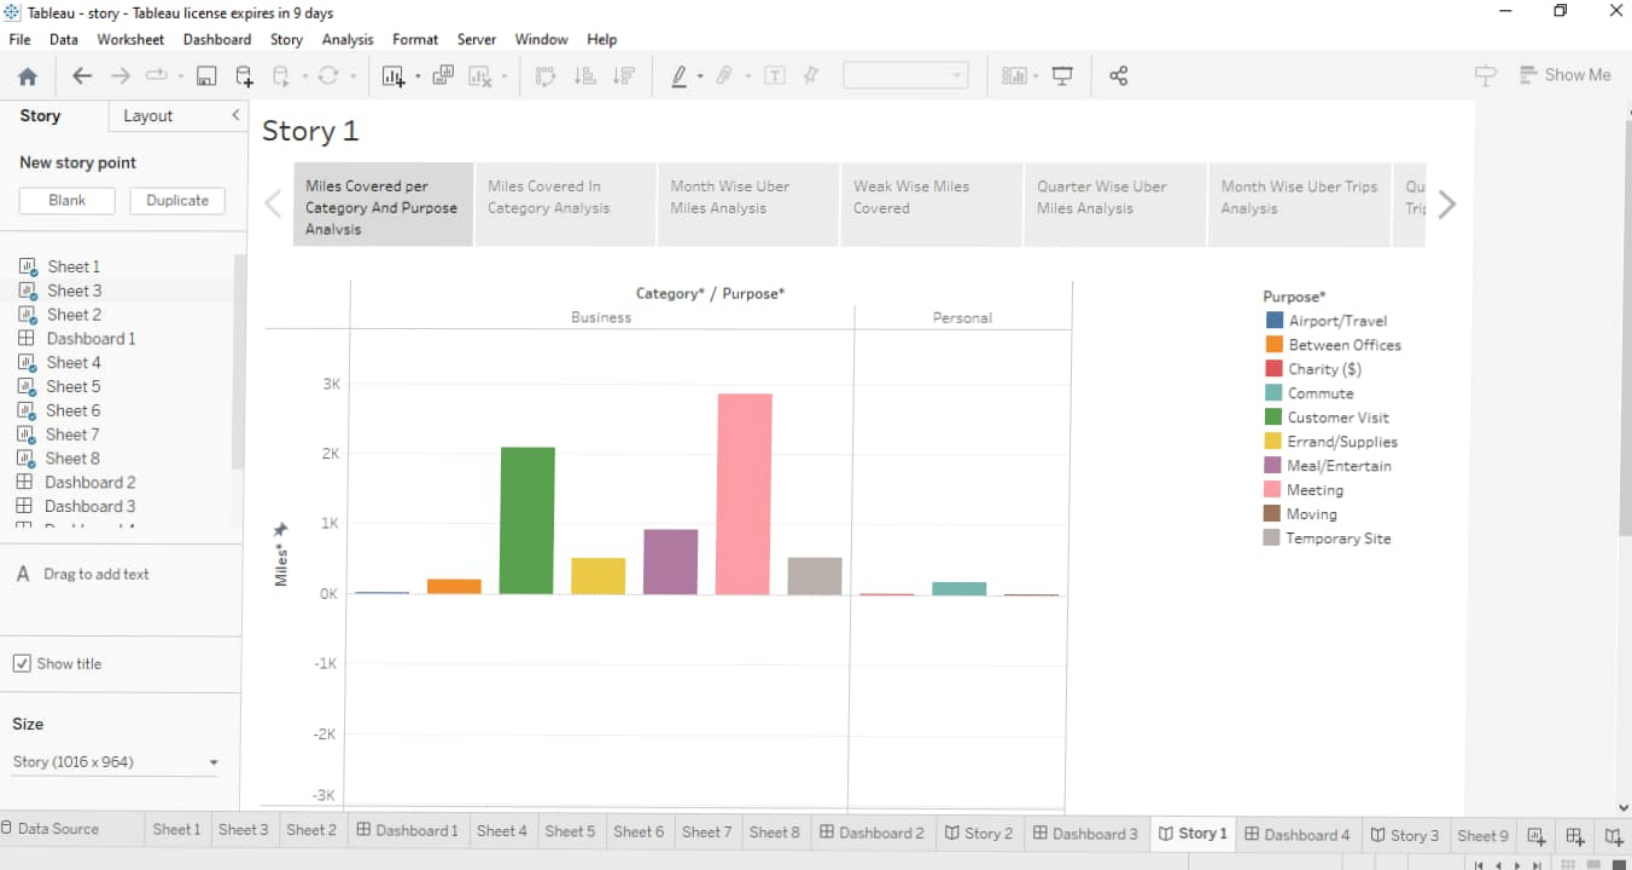 Tableau - story - Tableau license expires in 9 days
File Data Worksheet Dashboard Story Analysis Format Server Window Help
Show Me
Story Layout
New story point
Blank Duplicate
Sheet 1
Sheet 3
Sheet 2
Dashboard 1
Sheet 4
Sheet 5
Sheet 6
Sheet 7
Sheet 8
Dashboard 2
Dashboard 3
A Drag to add text
Show title
Size
Story (1016 x 964)
Story 1
Miles Covered per
Category And Purpose
Analysis
Miles Covered In
Category Analysis
Month Wise Uber
Miles Analysis
Weak Wise Miles
Covered
Quarter Wise Uber
Miles Analysis
Month Wise Uber Trips
Analysis
Qu
Trip
Category* / Purpose*
Business Personal
3K
2K
1K
0K
-1K
-2K
-3K
Miles*
Purpose*
Airport/Travel
Between Offices
Charity ($)
Commute
Customer Visit
Errand/Supplies
Meal/Entertain
Meeting
Moving
Temporary Site
Data Source Sheet 1 Sheet 3 Sheet 2 Dashboard 1 Sheet 4 Sheet 5 Sheet 6 Sheet 7 Sheet 8 Dashboard 2 Story 2 Dashboard 3 Story 1 Dashboard 4 Story 3 Sheet 9